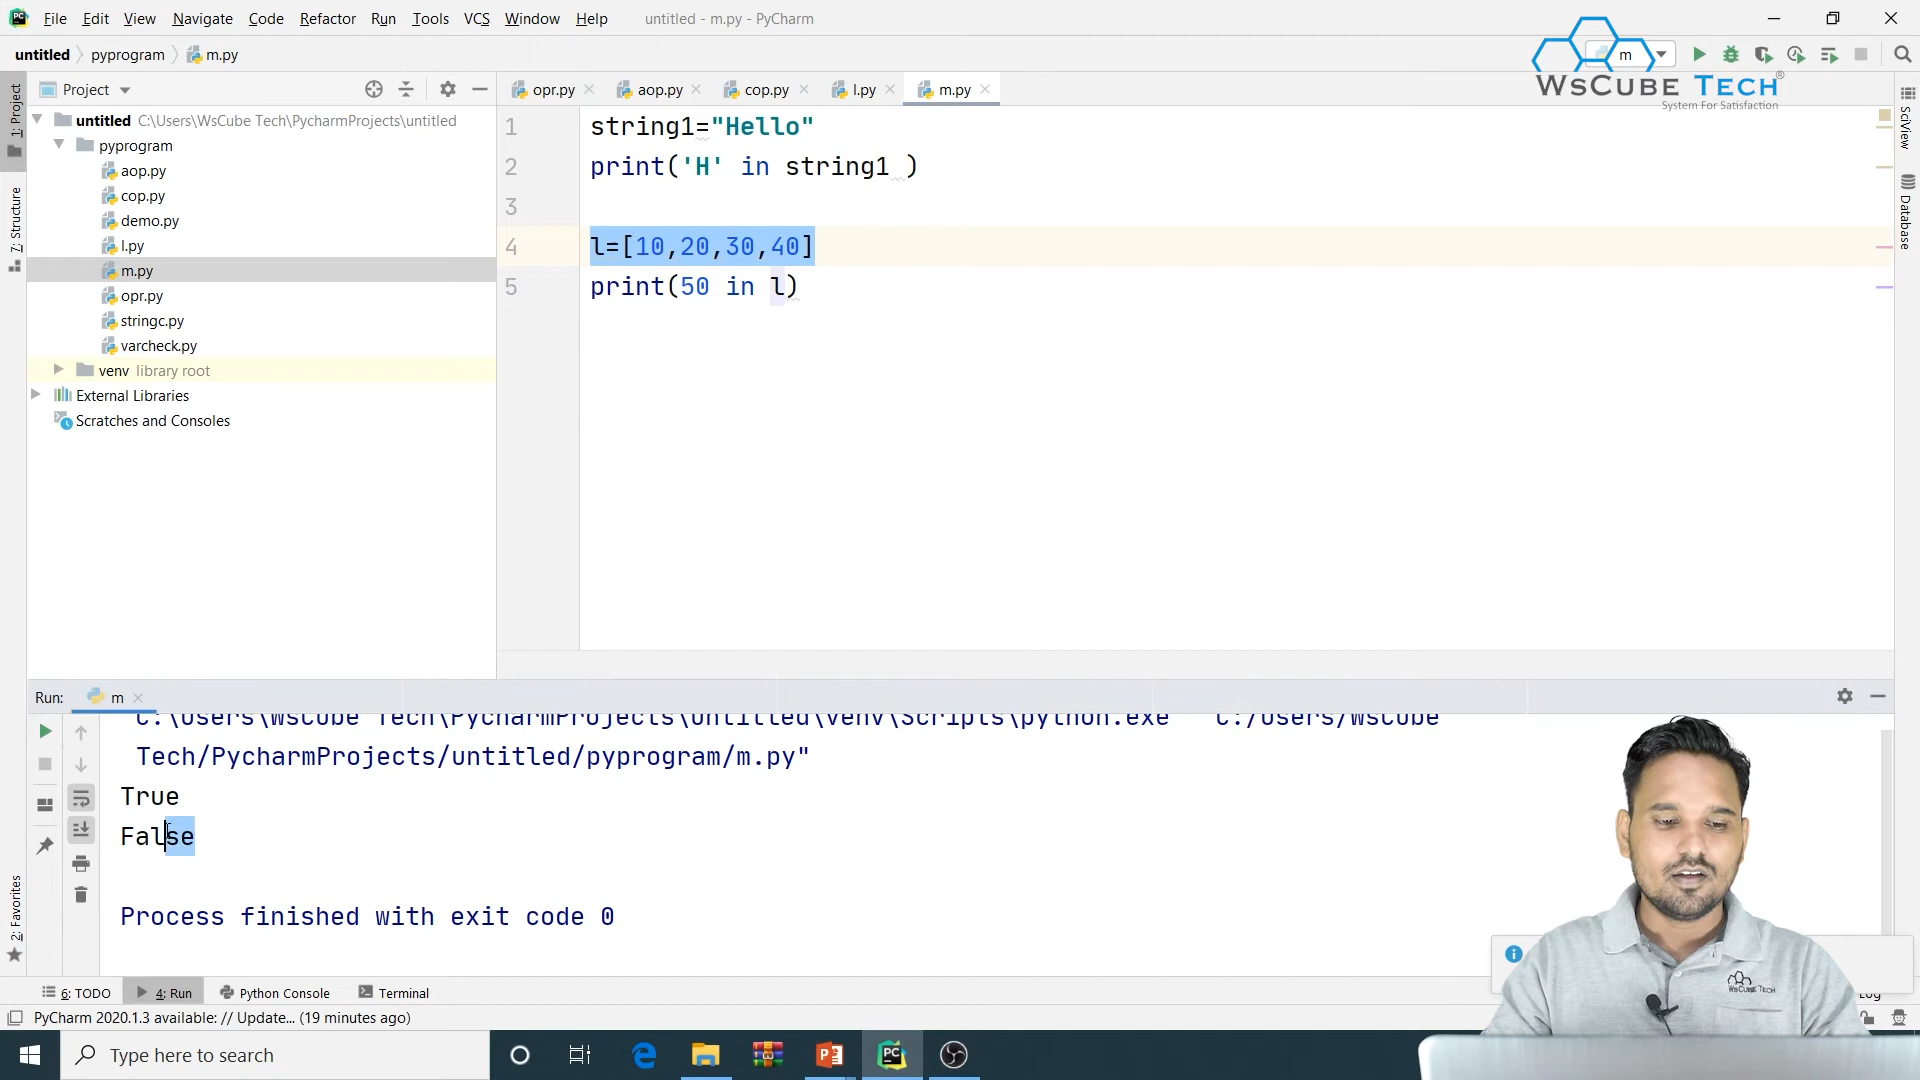 File Edit View Navigate Code Refactor Run Tools VCS Window Help untitled - m.py - PyCharm
untitled pyprogram m.py m
WsCube Tech®
System For Satisfaction
1: Project
Project
opr.py aop.py cop.py l.py m.py
untitled C:\Users\WsCube Tech\PycharmProjects\untitled
pyprogram
aop.py
cop.py
demo.py
l.py
m.py
opr.py
stringc.py
varcheck.py
venv library root
External Libraries
Scratches and Consoles
7: Structure
1 string1="Hello"
2 print('H' in string1 )
3
4 l=[10,20,30,40]
5 print(50 in l)
SciView
Database
Run: m
C:\Users\WsCube Tech\PycharmProjects\untitled\venv\Scripts\python.exe" "C:/Users/WsCube
Tech/PycharmProjects/untitled/pyprogram/m.py"
True
False
Process finished with exit code 0
2: Favorites
WsCube Tech
6: TODO 4: Run Python Console Terminal
Log
PyCharm 2020.1.3 available: // Update... (19 minutes ago)
Type here to search